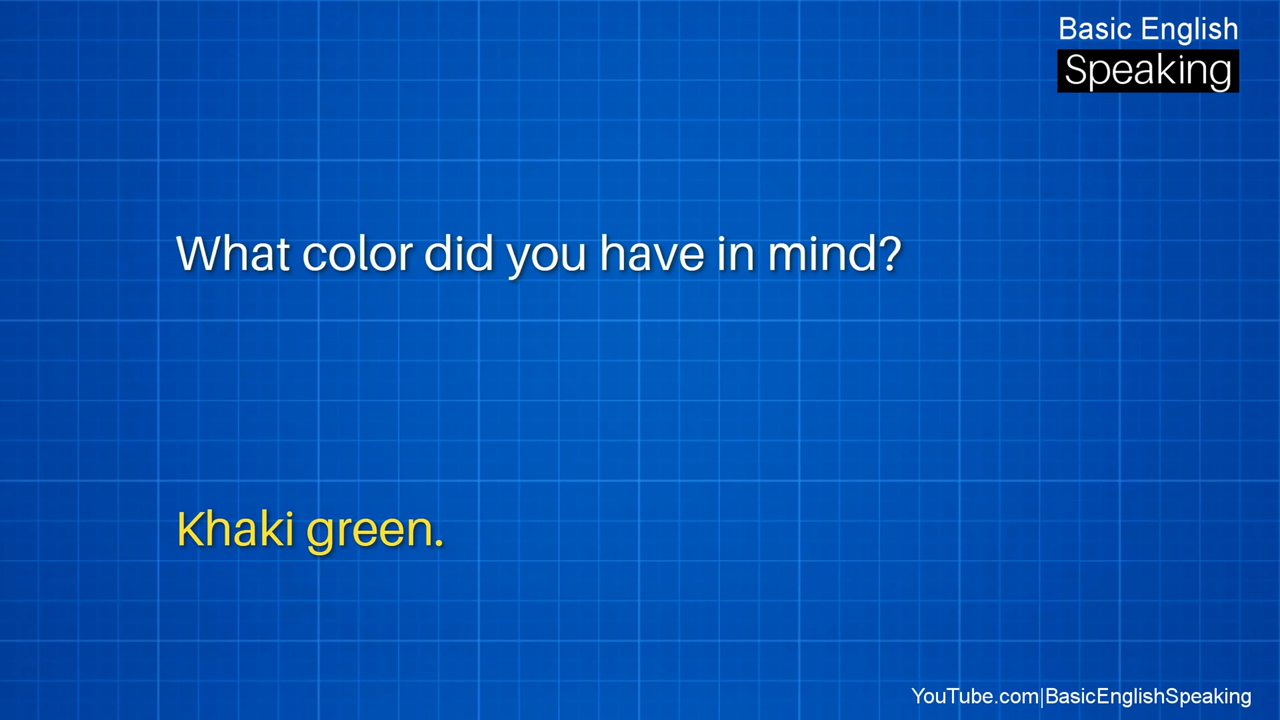 Basic English
Speaking
What color did you have in mind?
Khaki green.
YouTube.com|BasicEnglishSpeaking